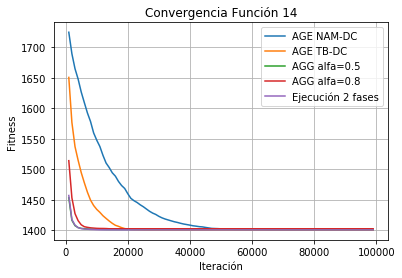 Convergencia Función 14
AGE NAM-DC
AGE TB-DC
AGG alfa=0.5
AGG alfa=0.8
Ejecución 2 fases
Fitness
1700
1650
1600
1550
1500
1450
1400
0 20000 40000 60000 80000 100000
Iteración